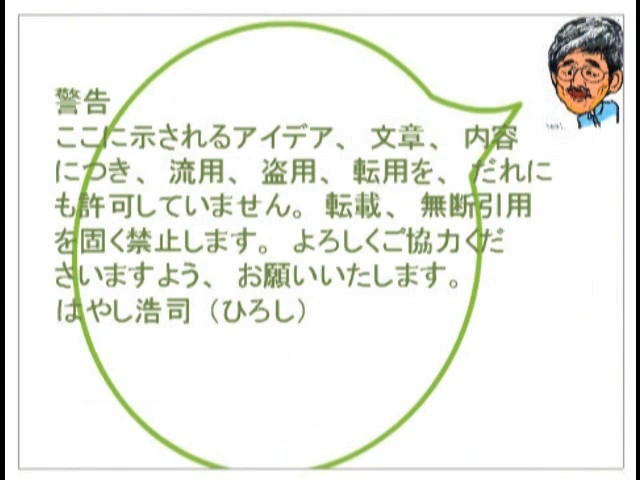 警告
ここに示されるアイデア、 文章、 内容
につき、 流用、 盗用、 転用を、 だれに
も許可していません。 転載、 無断引用
を固く禁止します。 よろしくご協力くだ
さいますよう、 お願いいたします。
はやし浩司（ひろし）